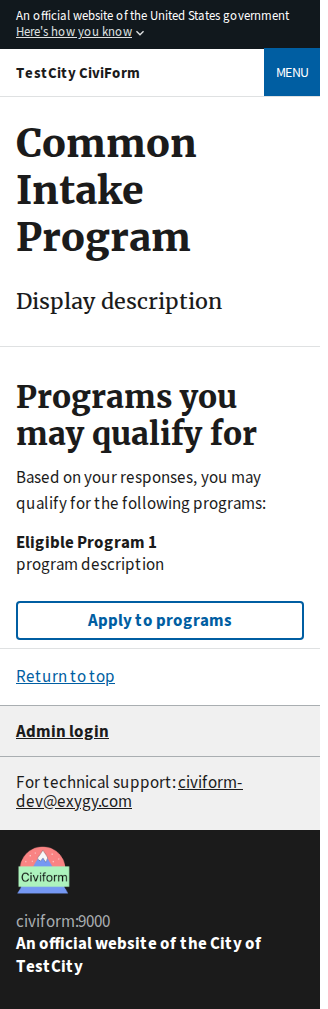 An official website of the United States government
Here's how you know
TestCity CiviForm
MENU
Common
Intake
Program
Display description
Programs you
may qualify for
Based on your responses, you may
qualify for the following programs:
Eligible Program 1
program description
Apply to programs
Return to top
Admin login
For technical support: civiform-
dev@exygy.com
Civiform
civiform:9000
An official website of the City of
TestCity